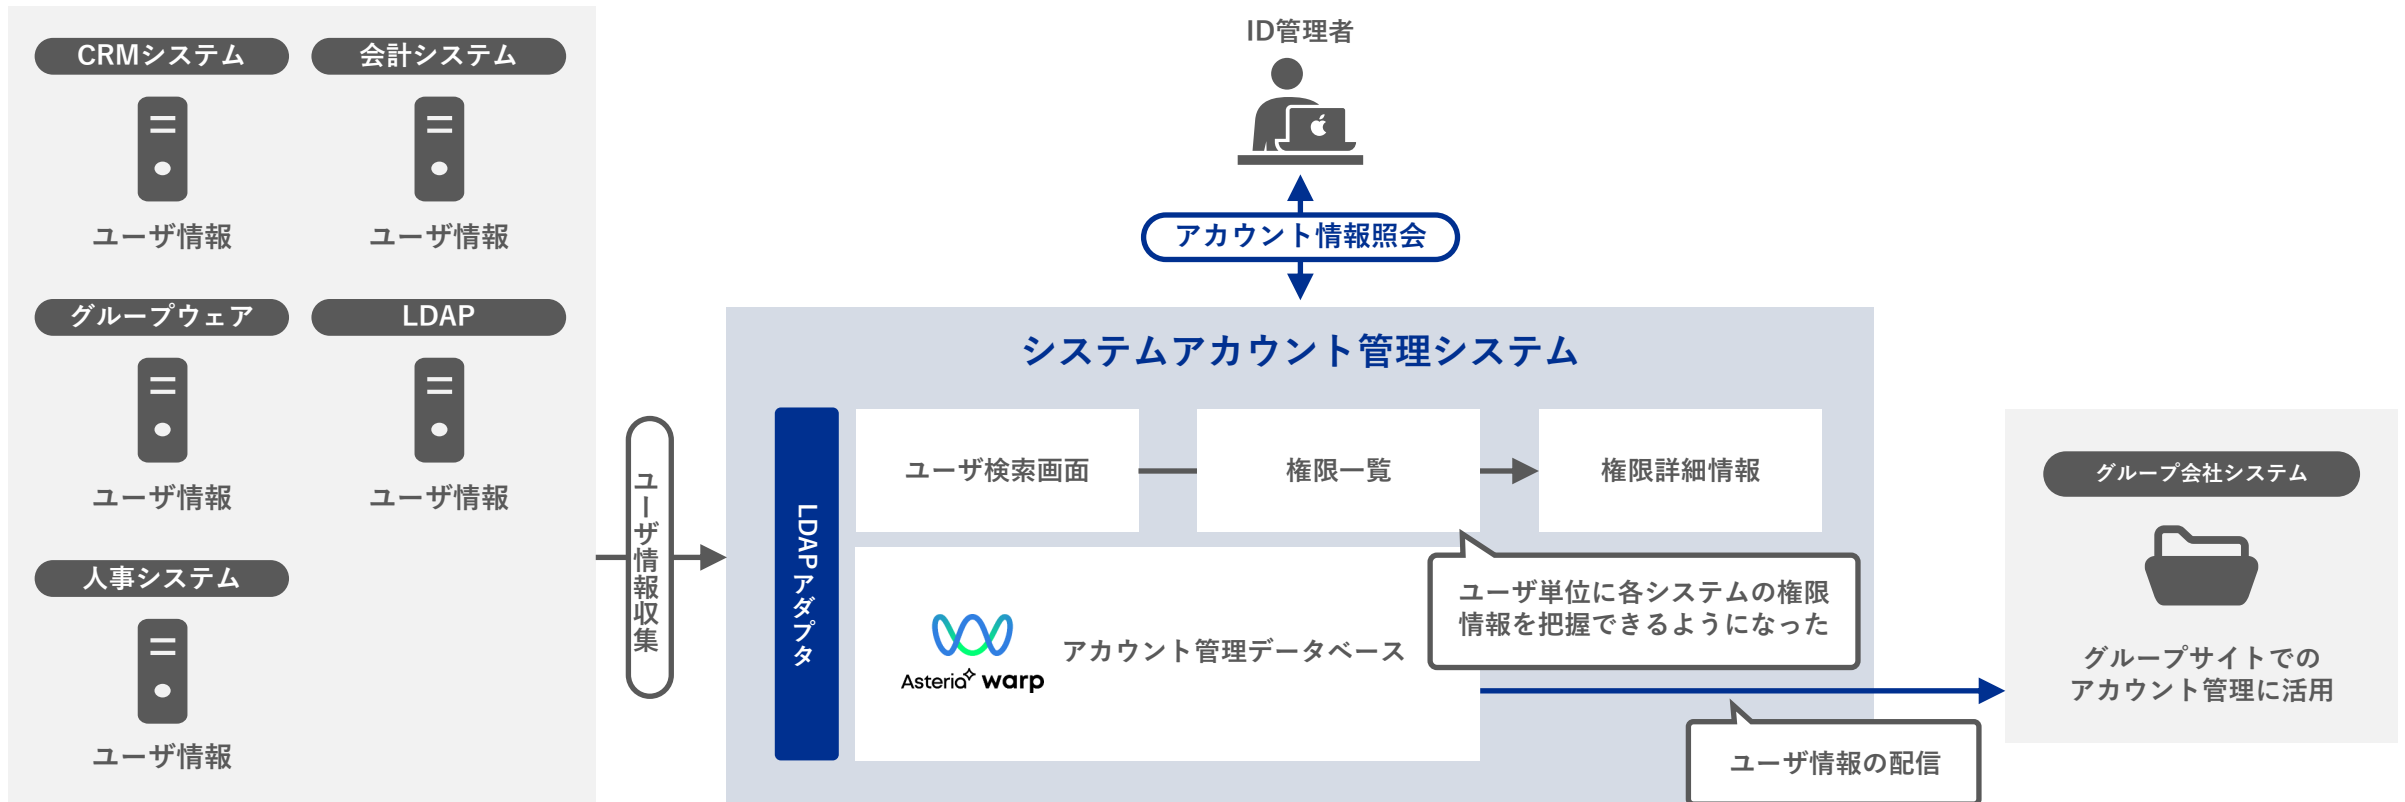 CRMシステム
会計システム
ユーザ情報
ユーザ情報
グループウェア
LDAP
ユーザ情報
ユーザ情報
人事システム
ユーザ情報
ユーザ情報収集
ID管理者
アカウント情報照会
システムアカウント管理システム
LDAPアダプタ
ユーザ検索画面
権限一覧
権限詳細情報
ユーザ単位に各システムの権限
情報を把握できるようになった
Asteria warp
アカウント管理データベース
ユーザ情報の配信
グループ会社システム
グループサイトでの
アカウント管理に活用